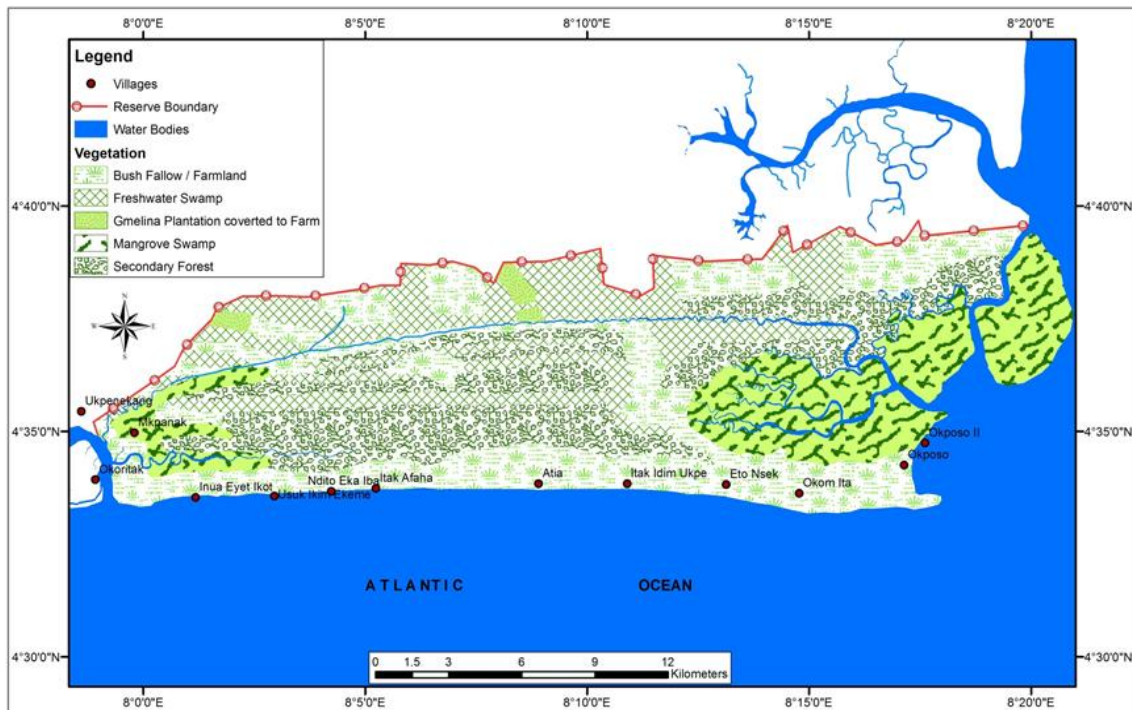 8°0'0"E 8°5'0"E 8°10'0"E 8°15'0"E 8°20'0"E
Legend
Villages
Reserve Boundary
Water Bodies
Vegetation
Bush Fallow / Farmland
Freshwater Swamp
Gmelina Plantation coverted to Farm
Mangrove Swamp
Secondary Forest
4°40'0"N 4°40'0"N
N
W E
S
Ukpenekang
Mkpanak
4°35'0"N 4°35'0"N
Okposo II
Okposo
Okoritak
Inua Eyet Ikot
Usuk Ikim Ekeme
Ndito Eka Iba
Itak Afaha
Atia
Itak Idim Ukpe
Eto Nsek
Okom Ita
ATLANTIC OCEAN
4°30'0"N 4°30'0"N
0 1.5 3 6 9 12
Kilometers
8°0'0"E 8°5'0"E 8°10'0"E 8°15'0"E 8°20'0"E